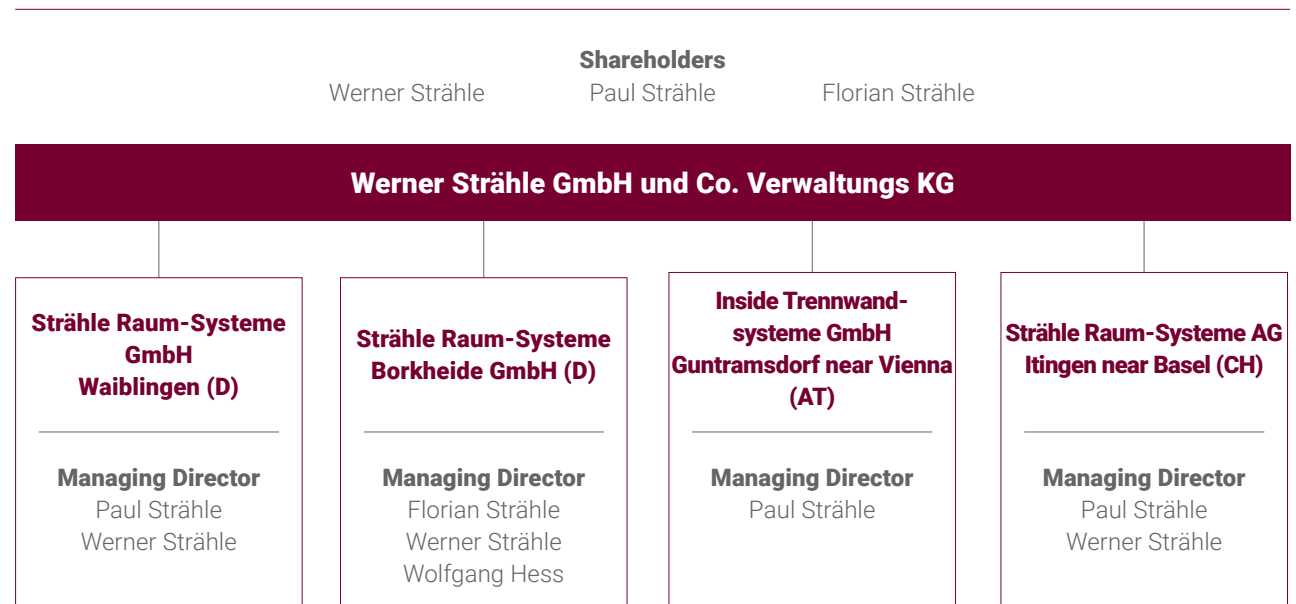 Shareholders
Werner Strähle Paul Strähle Florian Strähle
Werner Strähle GmbH und Co. Verwaltungs KG
Strähle Raum-Systeme
GmbH
Waiblingen (D)
Managing Director
Paul Strähle
Werner Strähle
Strähle Raum-Systeme
Borkheide GmbH (D)
Managing Director
Florian Strähle
Werner Strähle
Wolfgang Hess
Inside Trennwand-
systeme GmbH
Guntramsdorf near Vienna
(AT)
Managing Director
Paul Strähle
Strähle Raum-Systeme AG
Itingen near Basel (CH)
Managing Director
Paul Strähle
Werner Strähle